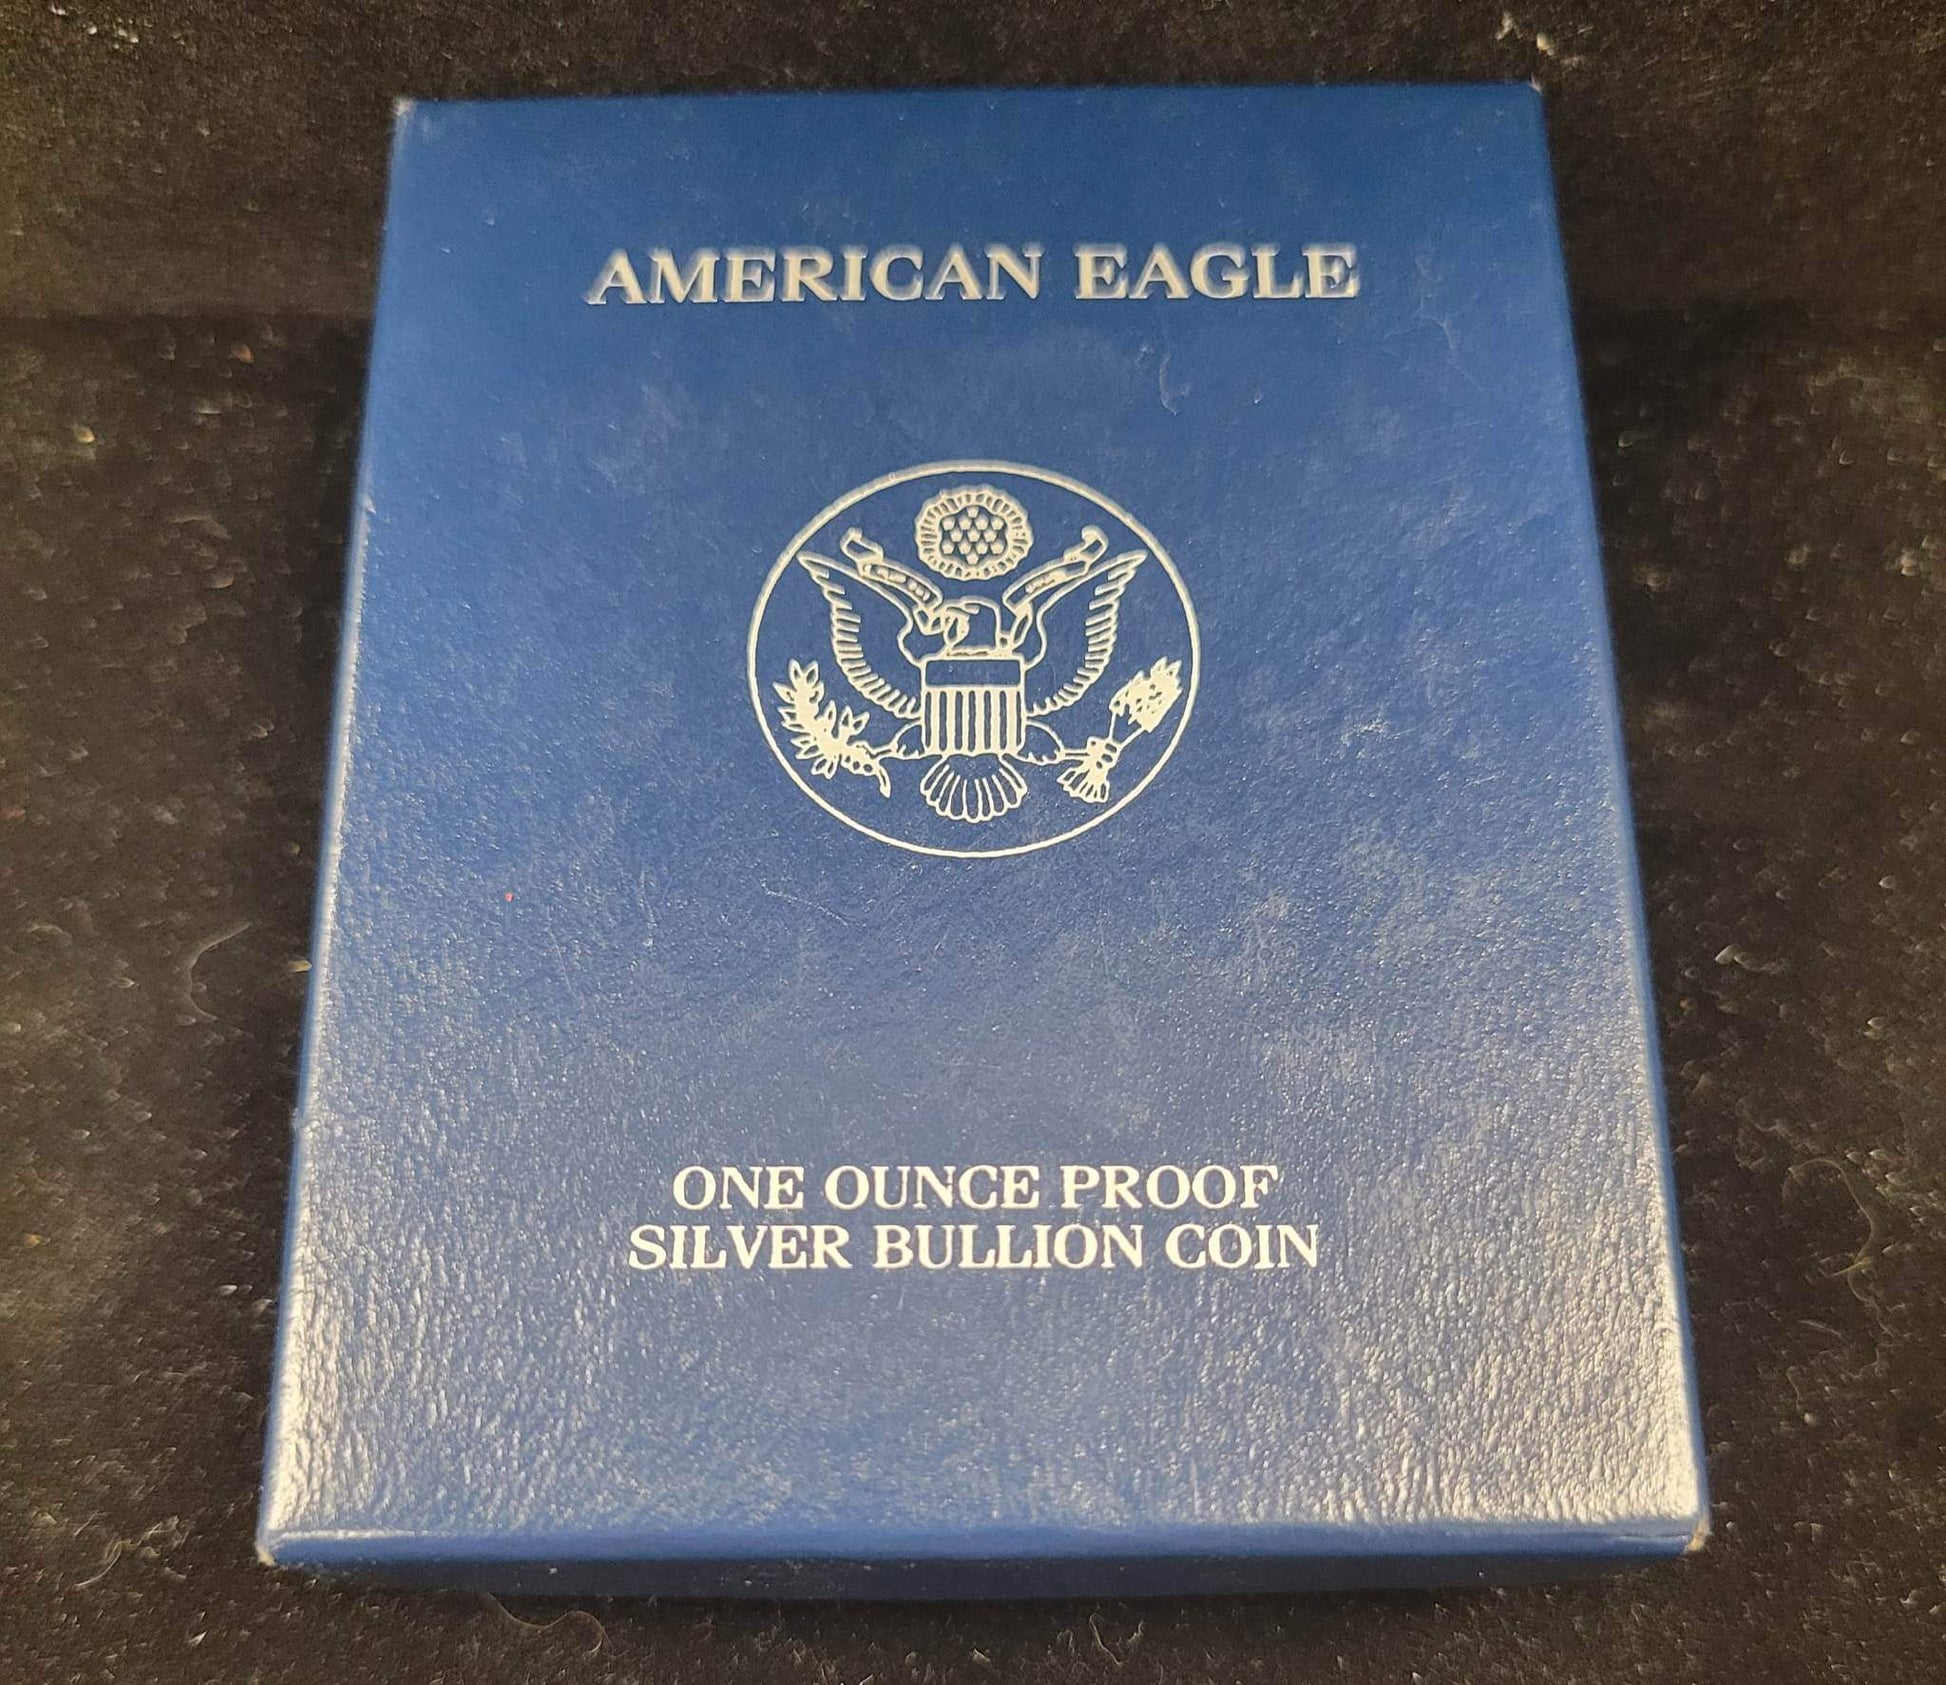 AMERICAN EAGLE
ONE OUNCE PROOF
SILVER BULLION COIN